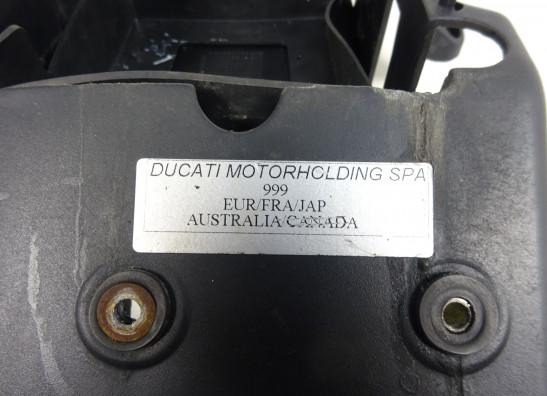 DUCATI MOTORHOLDING SPA
999
EUR/FRA/JAP
AUSTRALIA/CANADA